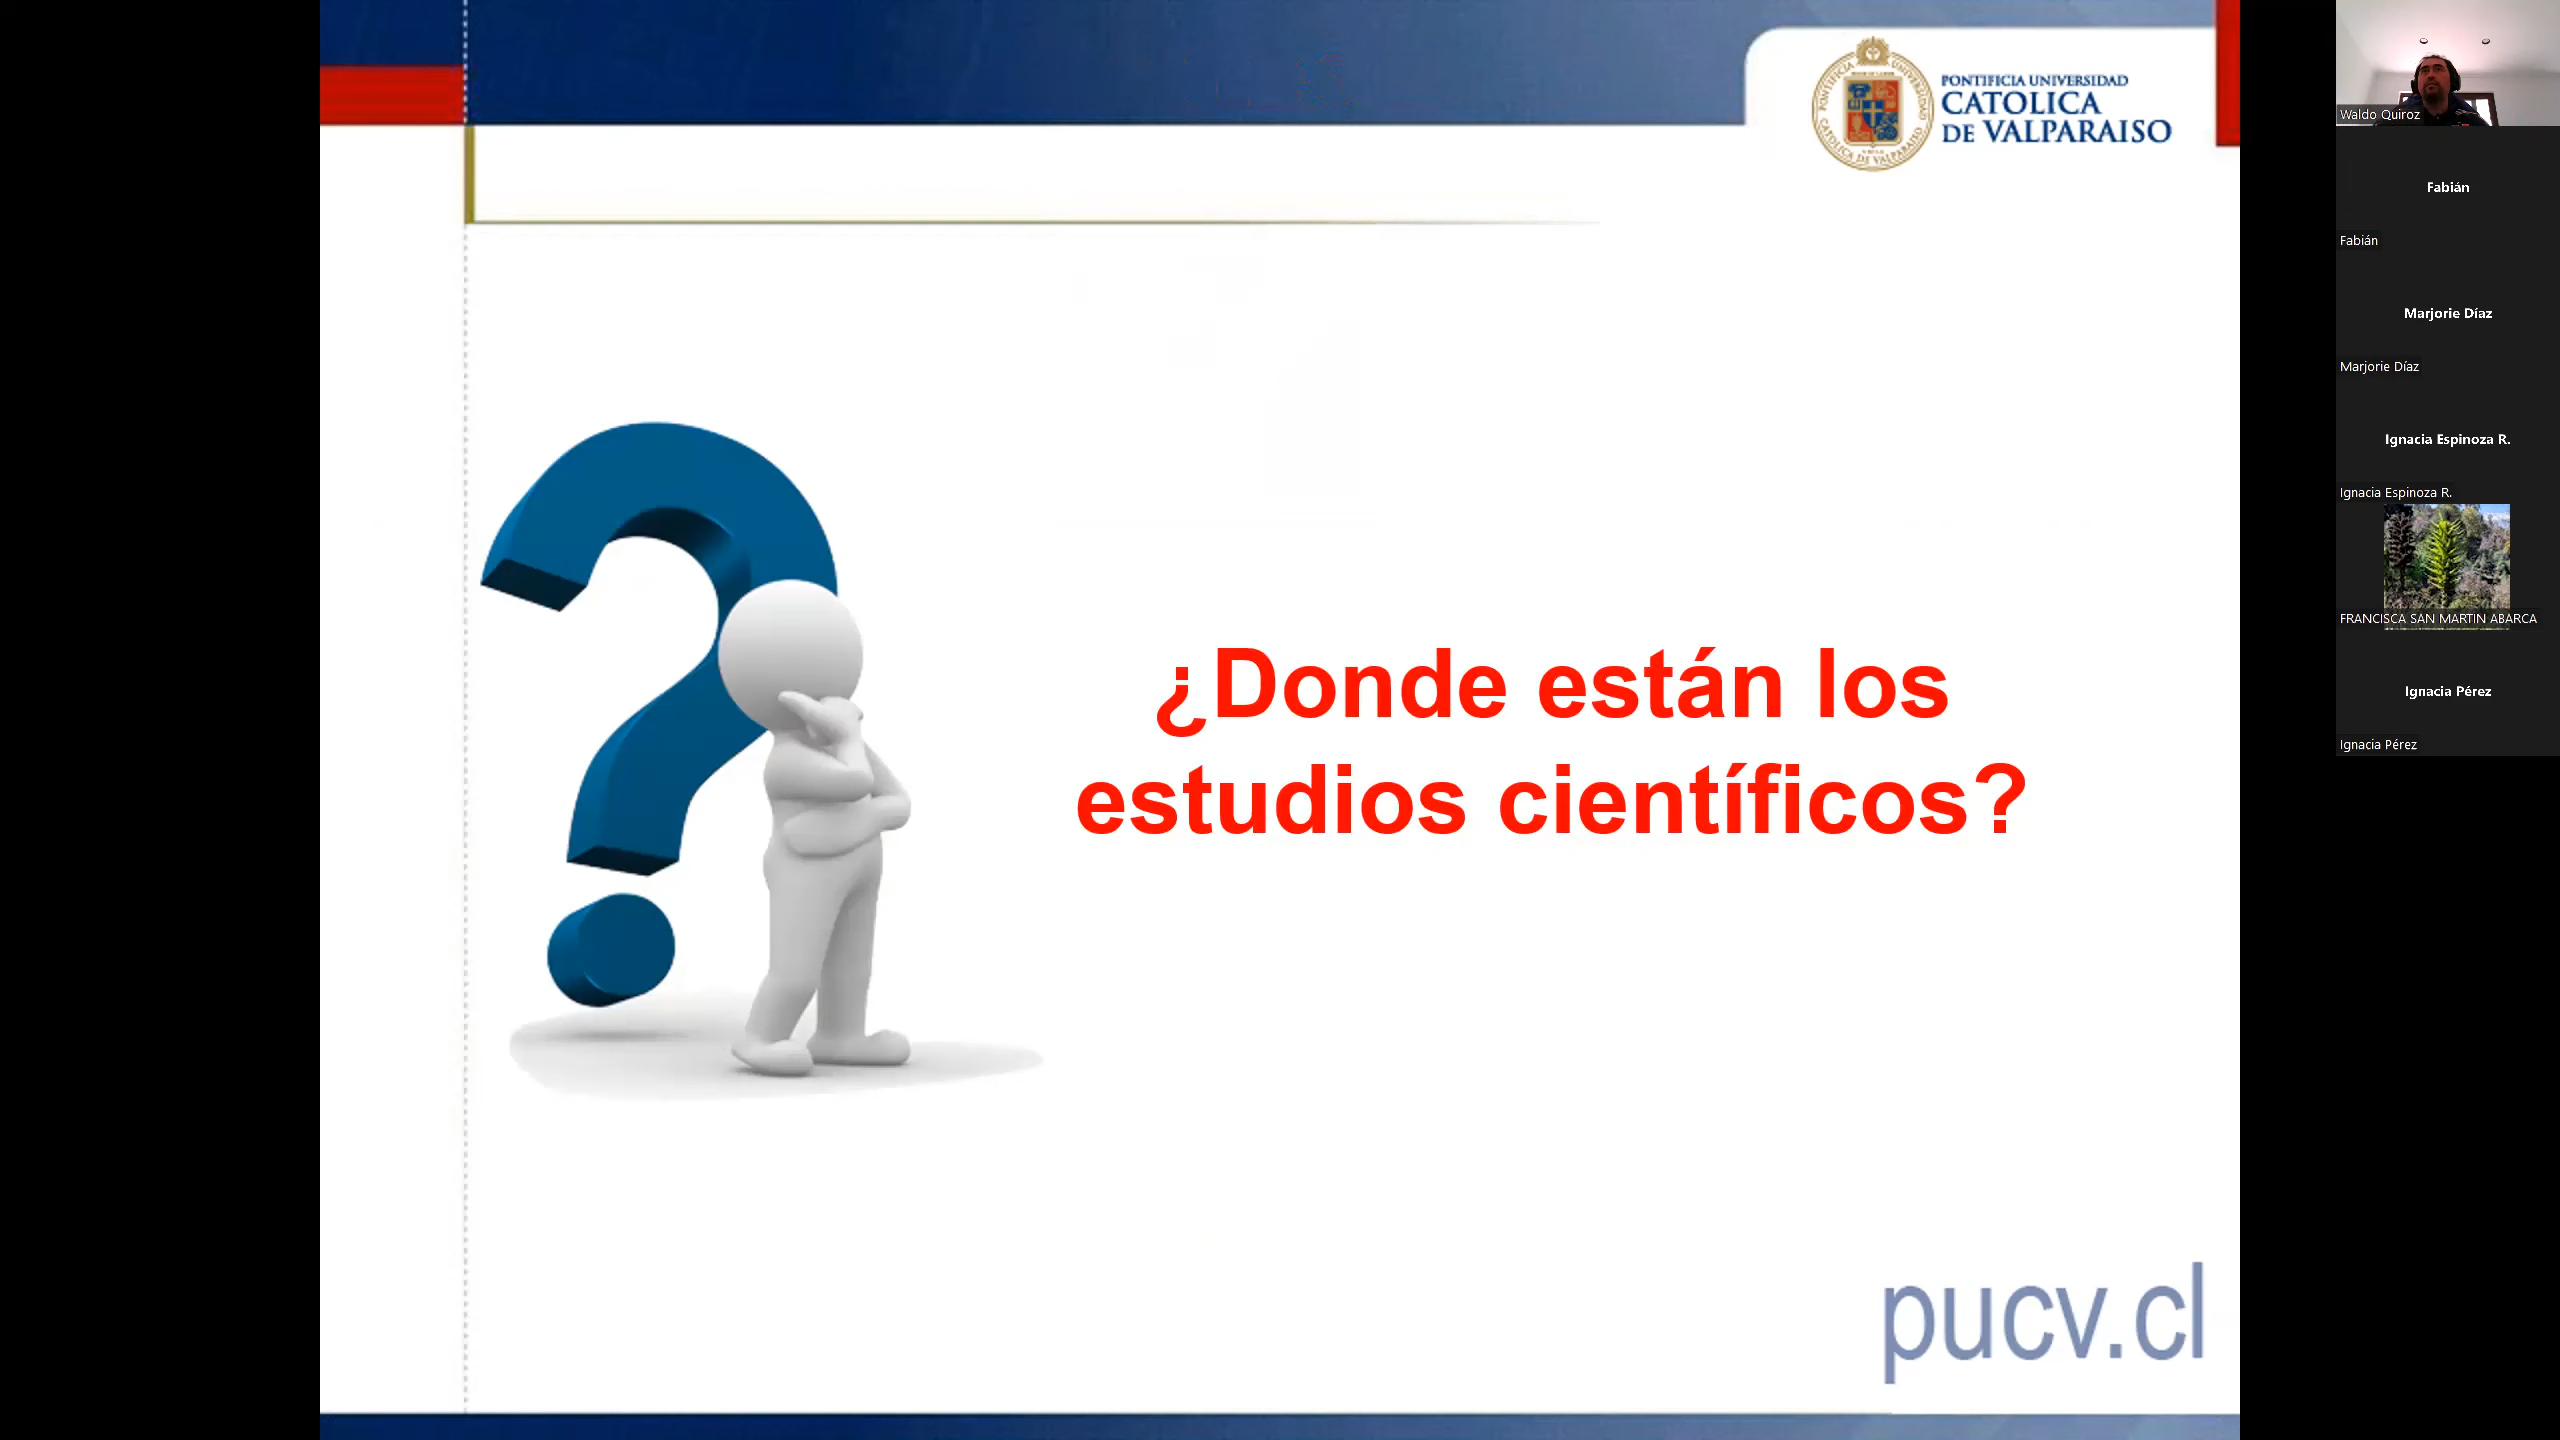 PONTIFICIA UNIVERSIDAD
CATOLICA
DE VALPARAISO
¿Donde están los
estudios científicos?
pucv.cl
Waldo Quiroz
Fabián
Fabián
Marjorie Díaz
Marjorie Díaz
Ignacia Espinoza R.
Ignacia Espinoza R.
FRANCISCA SAN MARTIN ABARCA
Ignacia Pérez
Ignacia Pérez